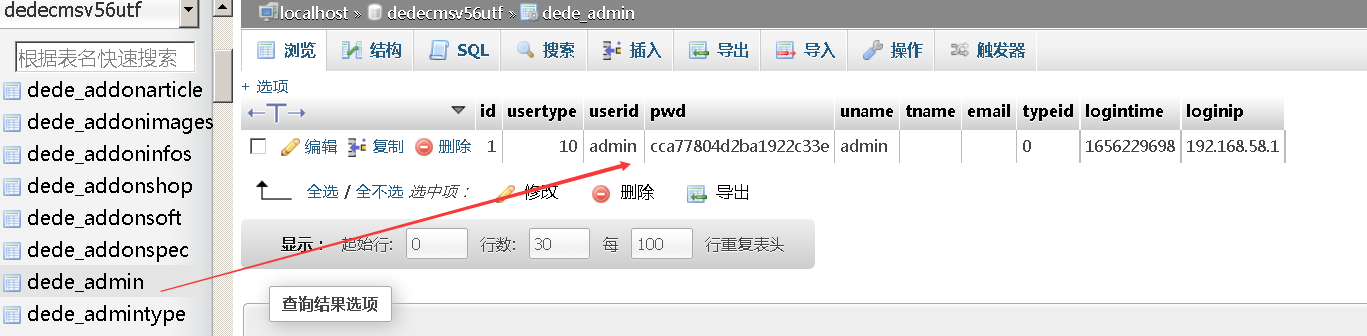 dedecmsv56utf
根据表名快速搜索
dede_addonarticle
dede_addonimages
dede_addoninfos
dede_addonshop
dede_addonsoft
dede_addonspec
dede_admin
dede_admintype
localhost » dedecmsv56utf » dede_admin
浏览 结构 SQL 搜索 插入 导出 导入 操作 触发器
+ 选项
←T→ id usertype userid pwd uname tname email typeid logintime loginip
编辑 复制 删除 1 10 admin cca77804d2ba1922c33e admin 0 1656229698 192.168.58.1
全选 / 全不选 选中项： 修改 删除 导出
显示： 起始行: 0 行数: 30 每 100 行重复表头
查询结果选项